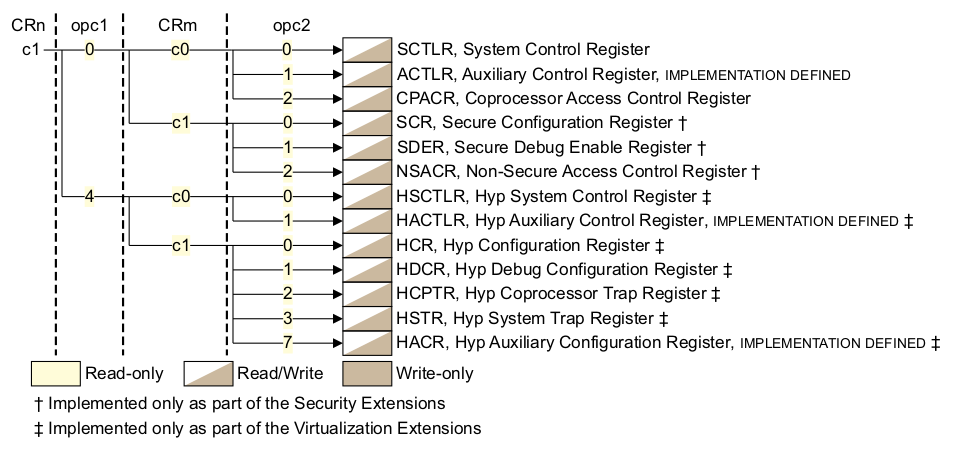 CRn opc1 CRm opc2
c1 0 c0 0 SCTLR, System Control Register
1 ACTLR, Auxiliary Control Register, IMPLEMENTATION DEFINED
2 CPACR, Coprocessor Access Control Register
c1 0 SCR, Secure Configuration Register †
1 SDER, Secure Debug Enable Register †
2 NSACR, Non-Secure Access Control Register †
4 c0 0 HSCTLR, Hyp System Control Register ‡
1 HACTLR, Hyp Auxiliary Control Register, IMPLEMENTATION DEFINED ‡
c1 0 HCR, Hyp Configuration Register ‡
1 HDCR, Hyp Debug Configuration Register ‡
2 HCPTR, Hyp Coprocessor Trap Register ‡
3 HSTR, Hyp System Trap Register ‡
7 HACR, Hyp Auxiliary Configuration Register, IMPLEMENTATION DEFINED ‡
Read-only Read/Write Write-only
† Implemented only as part of the Security Extensions
‡ Implemented only as part of the Virtualization Extensions